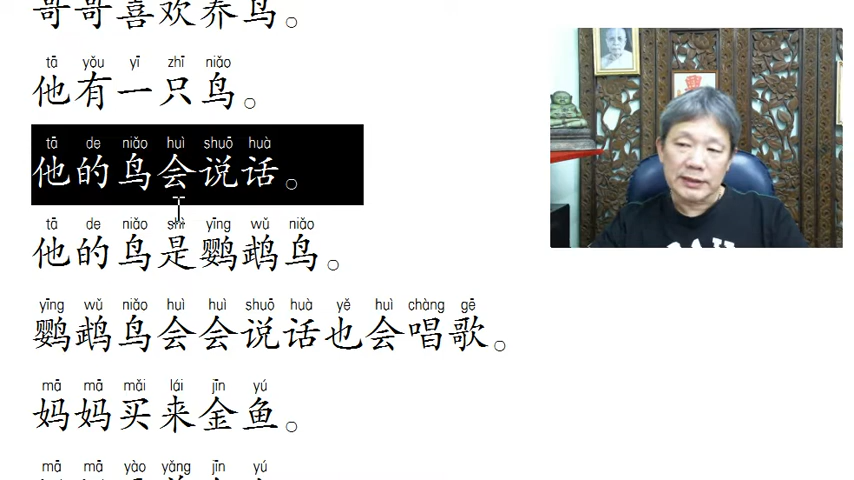 哥哥喜欢养鸟。
tā yǒu yī zhī niǎo
他有一只鸟。
tā de niǎo huì shuō huà
他的鸟会说话。
tā de niǎo shì yīng wǔ niǎo
他的鸟是鹦鹉鸟。
yīng wǔ niǎo huì huì shuō huà yě huì chàng gē
鹦鹉鸟会会说话也会唱歌。
mā mā mǎi lái jīn yú
妈妈买来金鱼。
mā mā yào yǎng jīn yú